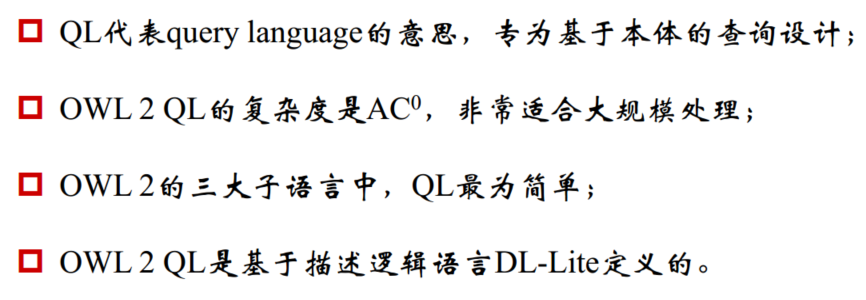 QL代表query language的意思，专为基于本体的查询设计；
OWL 2 QL的复杂度是AC⁰，非常适合大规模处理；
OWL 2的三大子语言中，QL最为简单；
OWL 2 QL是基于描述逻辑语言DL-Lite定义的。